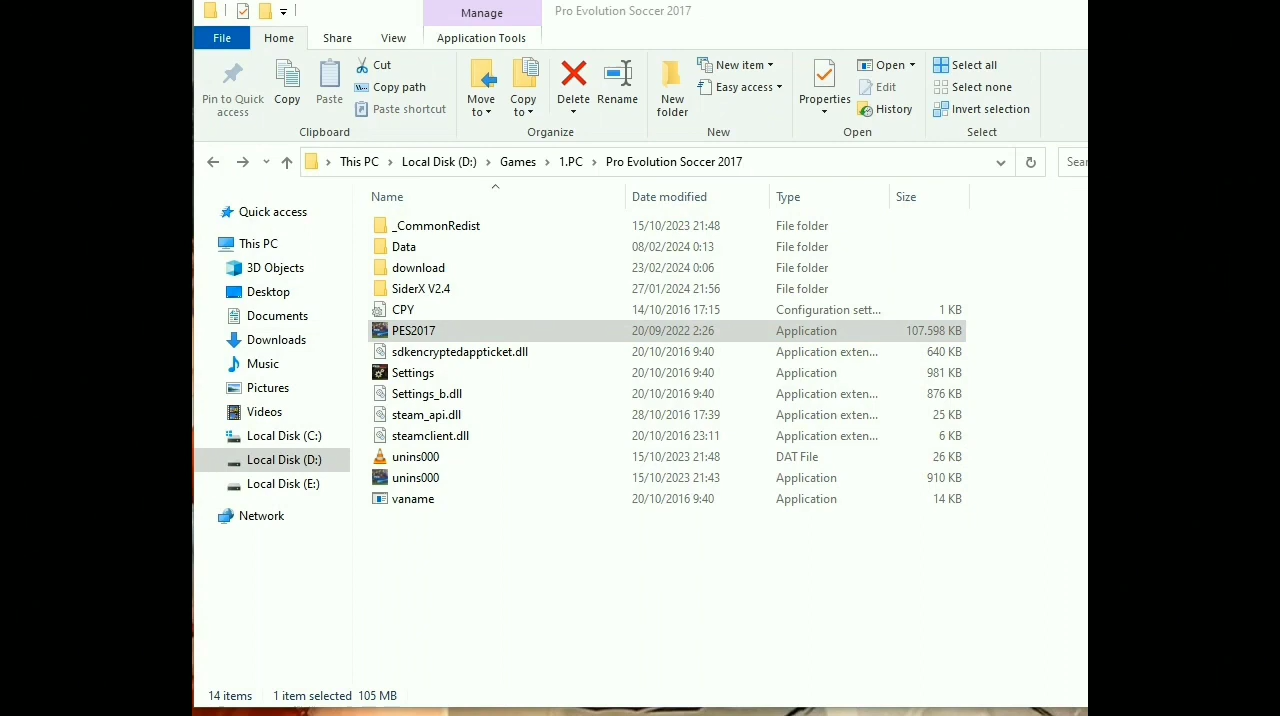 Manage
Pro Evolution Soccer 2017
File
Home
Share
View
Application Tools
Pin to Quick access
Copy
Paste
Cut
Copy path
Paste shortcut
Clipboard
Move to
Copy to
Delete
Rename
Organize
New folder
New item
Easy access
New
Properties
Open
Edit
History
Open
Select all
Select none
Invert selection
Select
This PC > Local Disk (D:) > Games > 1.PC > Pro Evolution Soccer 2017
Sear
Name Date modified Type Size
Quick access
This PC
3D Objects
Desktop
Documents
Downloads
Music
Pictures
Videos
Local Disk (C:)
Local Disk (D:)
Local Disk (E:)
Network
_CommonRedist 15/10/2023 21:48 File folder
Data 08/02/2024 0:13 File folder
download 23/02/2024 0:06 File folder
SiderX V2.4 27/01/2024 21:56 File folder
CPY 14/10/2016 17:15 Configuration sett... 1 KB
PES2017 20/09/2022 2:26 Application 107.598 KB
sdkencryptedappticket.dll 20/10/2016 9:40 Application exten... 640 KB
Settings 20/10/2016 9:40 Application 981 KB
Settings_b.dll 20/10/2016 9:40 Application exten... 876 KB
steam_api.dll 28/10/2016 17:39 Application exten... 25 KB
steamclient.dll 20/10/2016 23:11 Application exten... 6 KB
unins000 15/10/2023 21:48 DAT File 26 KB
unins000 15/10/2023 21:43 Application 910 KB
vaname 20/10/2016 9:40 Application 14 KB
14 items 1 item selected 105 MB